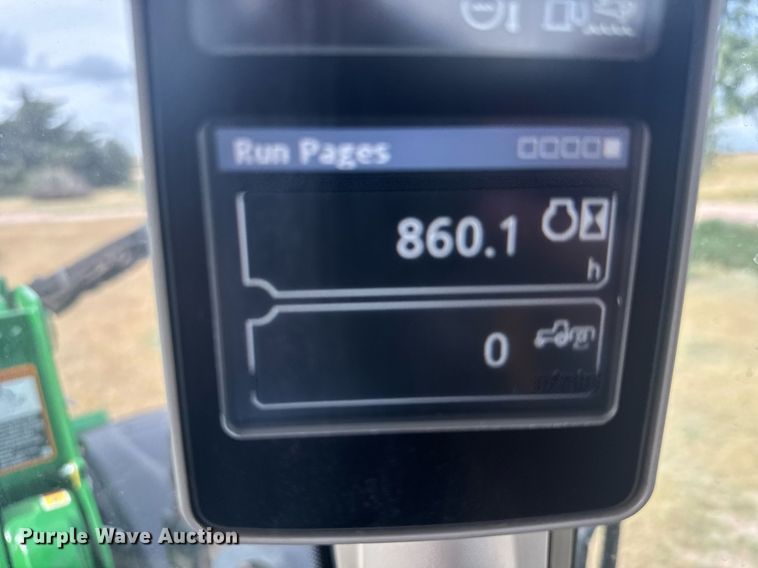 Run Pages
860.1
h
0
Purple Wave Auction